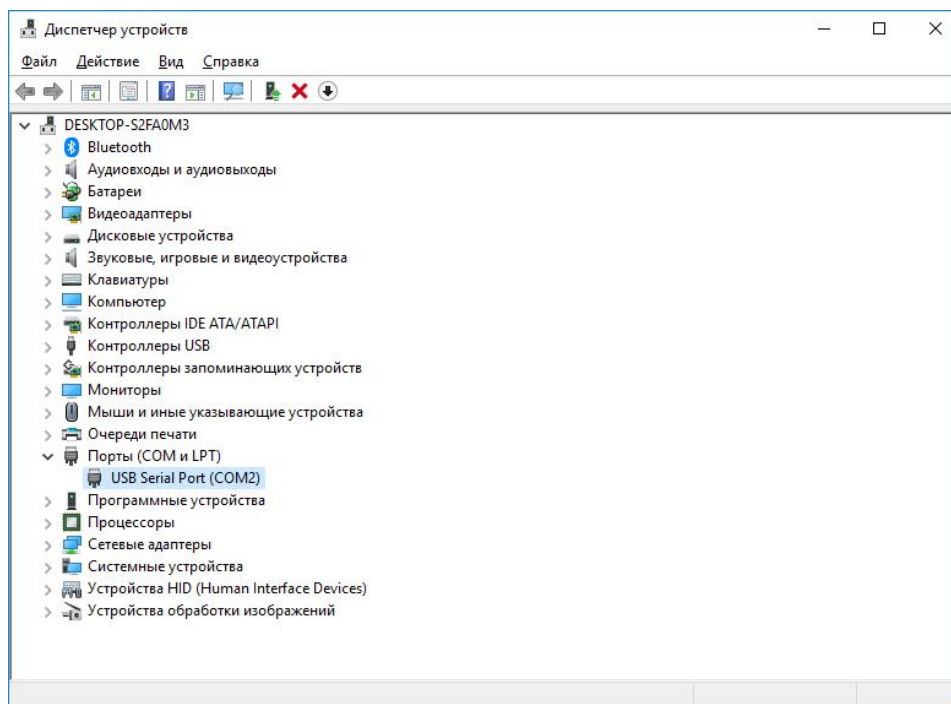 Диспетчер устройств
Файл Действие Вид Справка
DESKTOP-S2FA0M3
Bluetooth
Аудиовходы и аудиовыходы
Батареи
Видеоадаптеры
Дисковые устройства
Звуковые, игровые и видеоустройства
Клавиатуры
Компьютер
Контроллеры IDE ATA/ATAPI
Контроллеры USB
Контроллеры запоминающих устройств
Мониторы
Мыши и иные указывающие устройства
Очереди печати
Порты (COM и LPT)
USB Serial Port (COM2)
Программные устройства
Процессоры
Сетевые адаптеры
Системные устройства
Устройства HID (Human Interface Devices)
Устройства обработки изображений